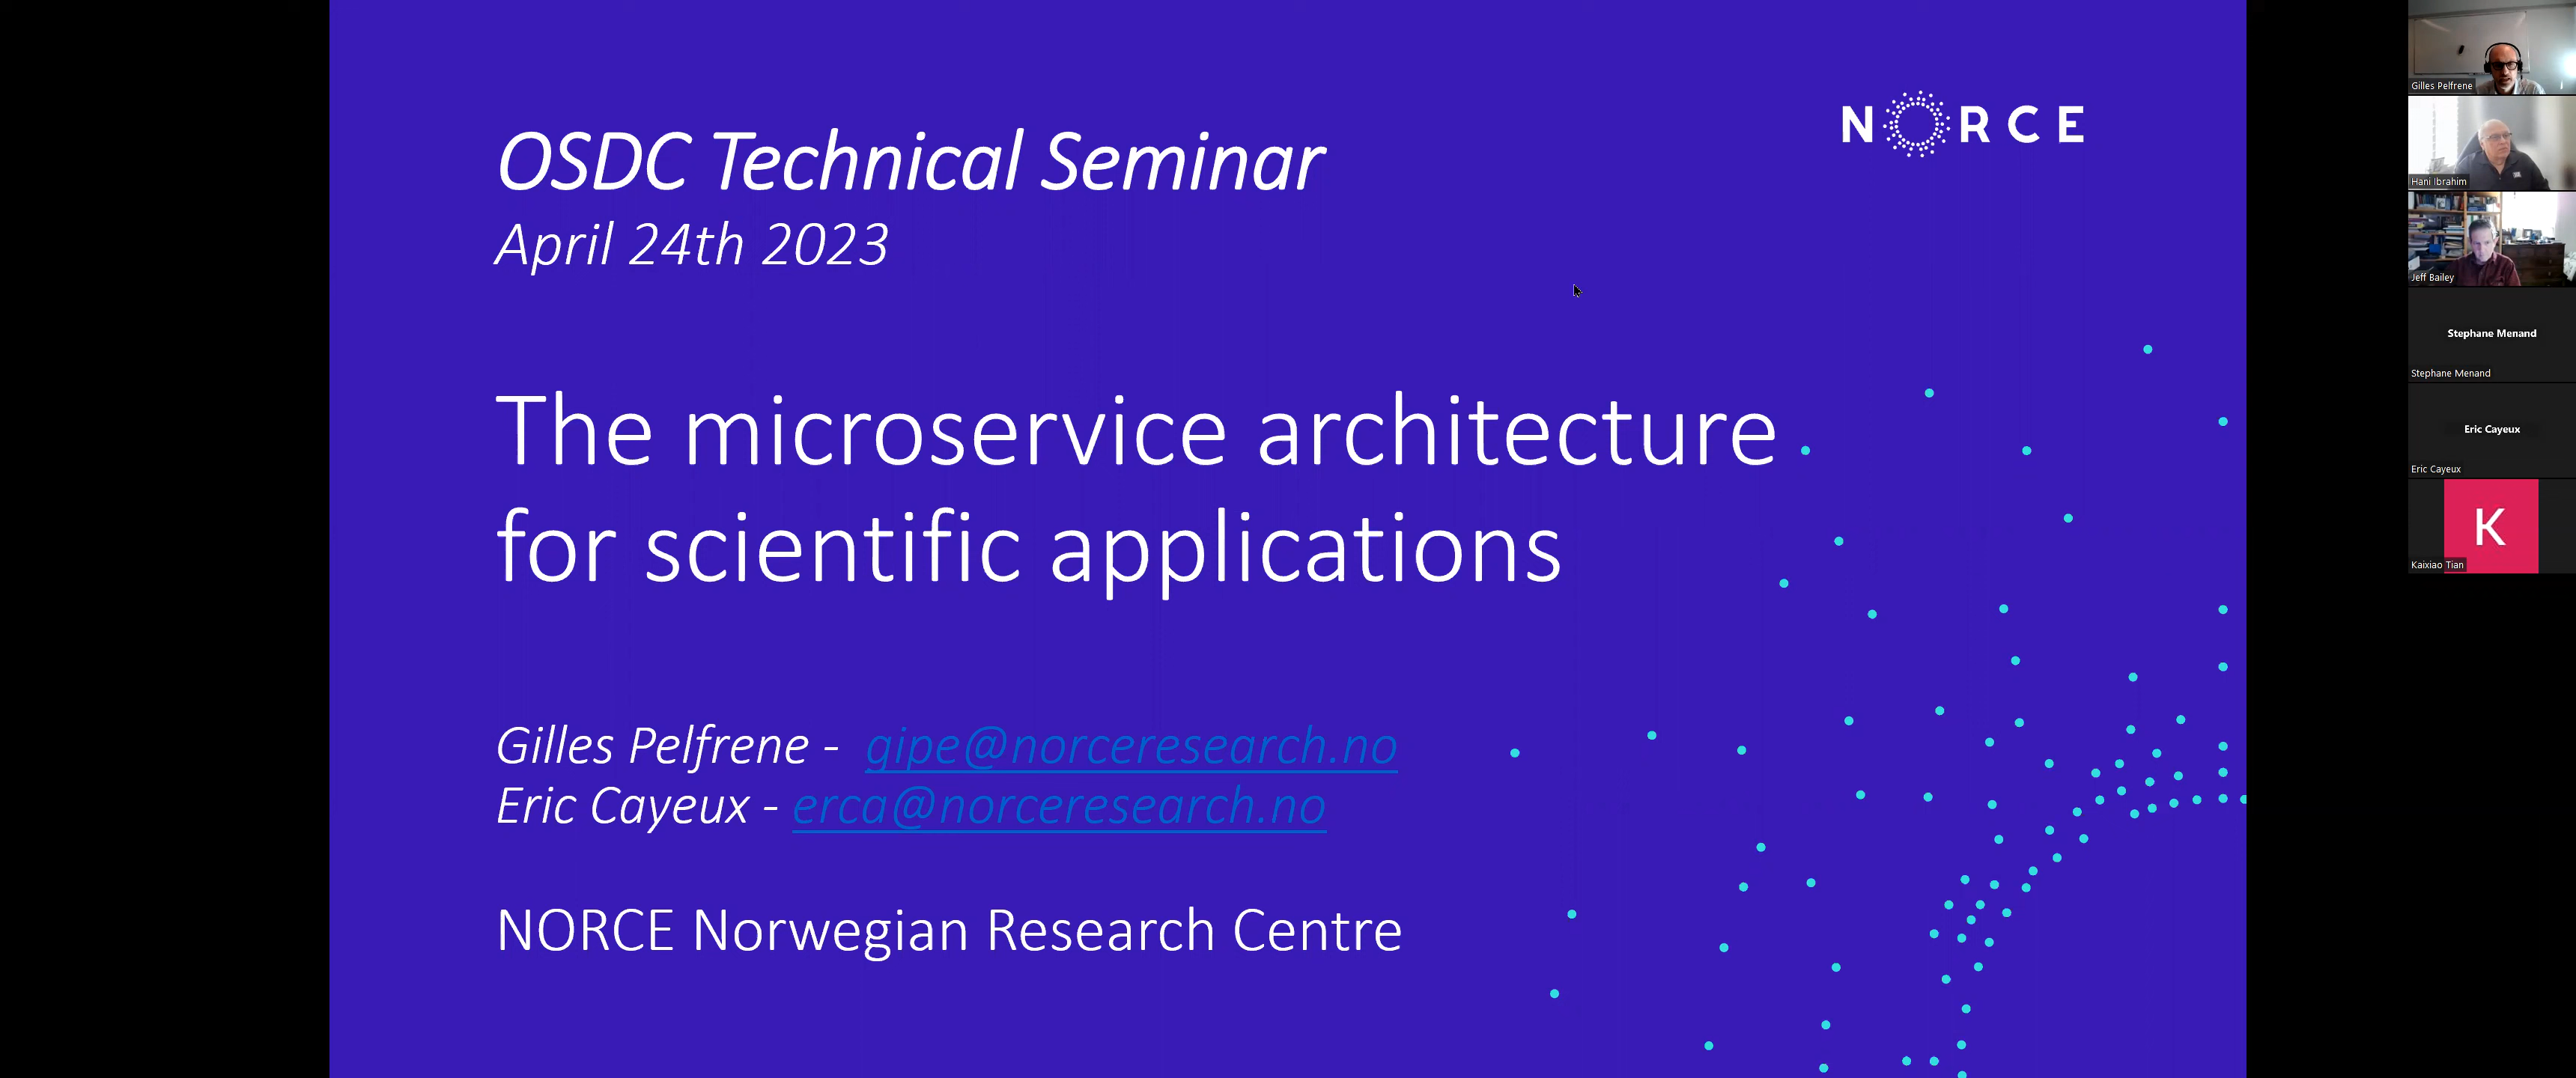 OSDC Technical Seminar
April 24th 2023
NORCE
The microservice architecture
for scientific applications
Gilles Pelfrene - gipe@norceresearch.no
Eric Cayeux - erca@norceresearch.no
NORCE Norwegian Research Centre
Gilles Pelfrene
Hani Ibrahim
Jeff Bailey
Stephane Menand
Stephane Menand
Eric Cayeux
Eric Cayeux
K
Kaixiao Tian